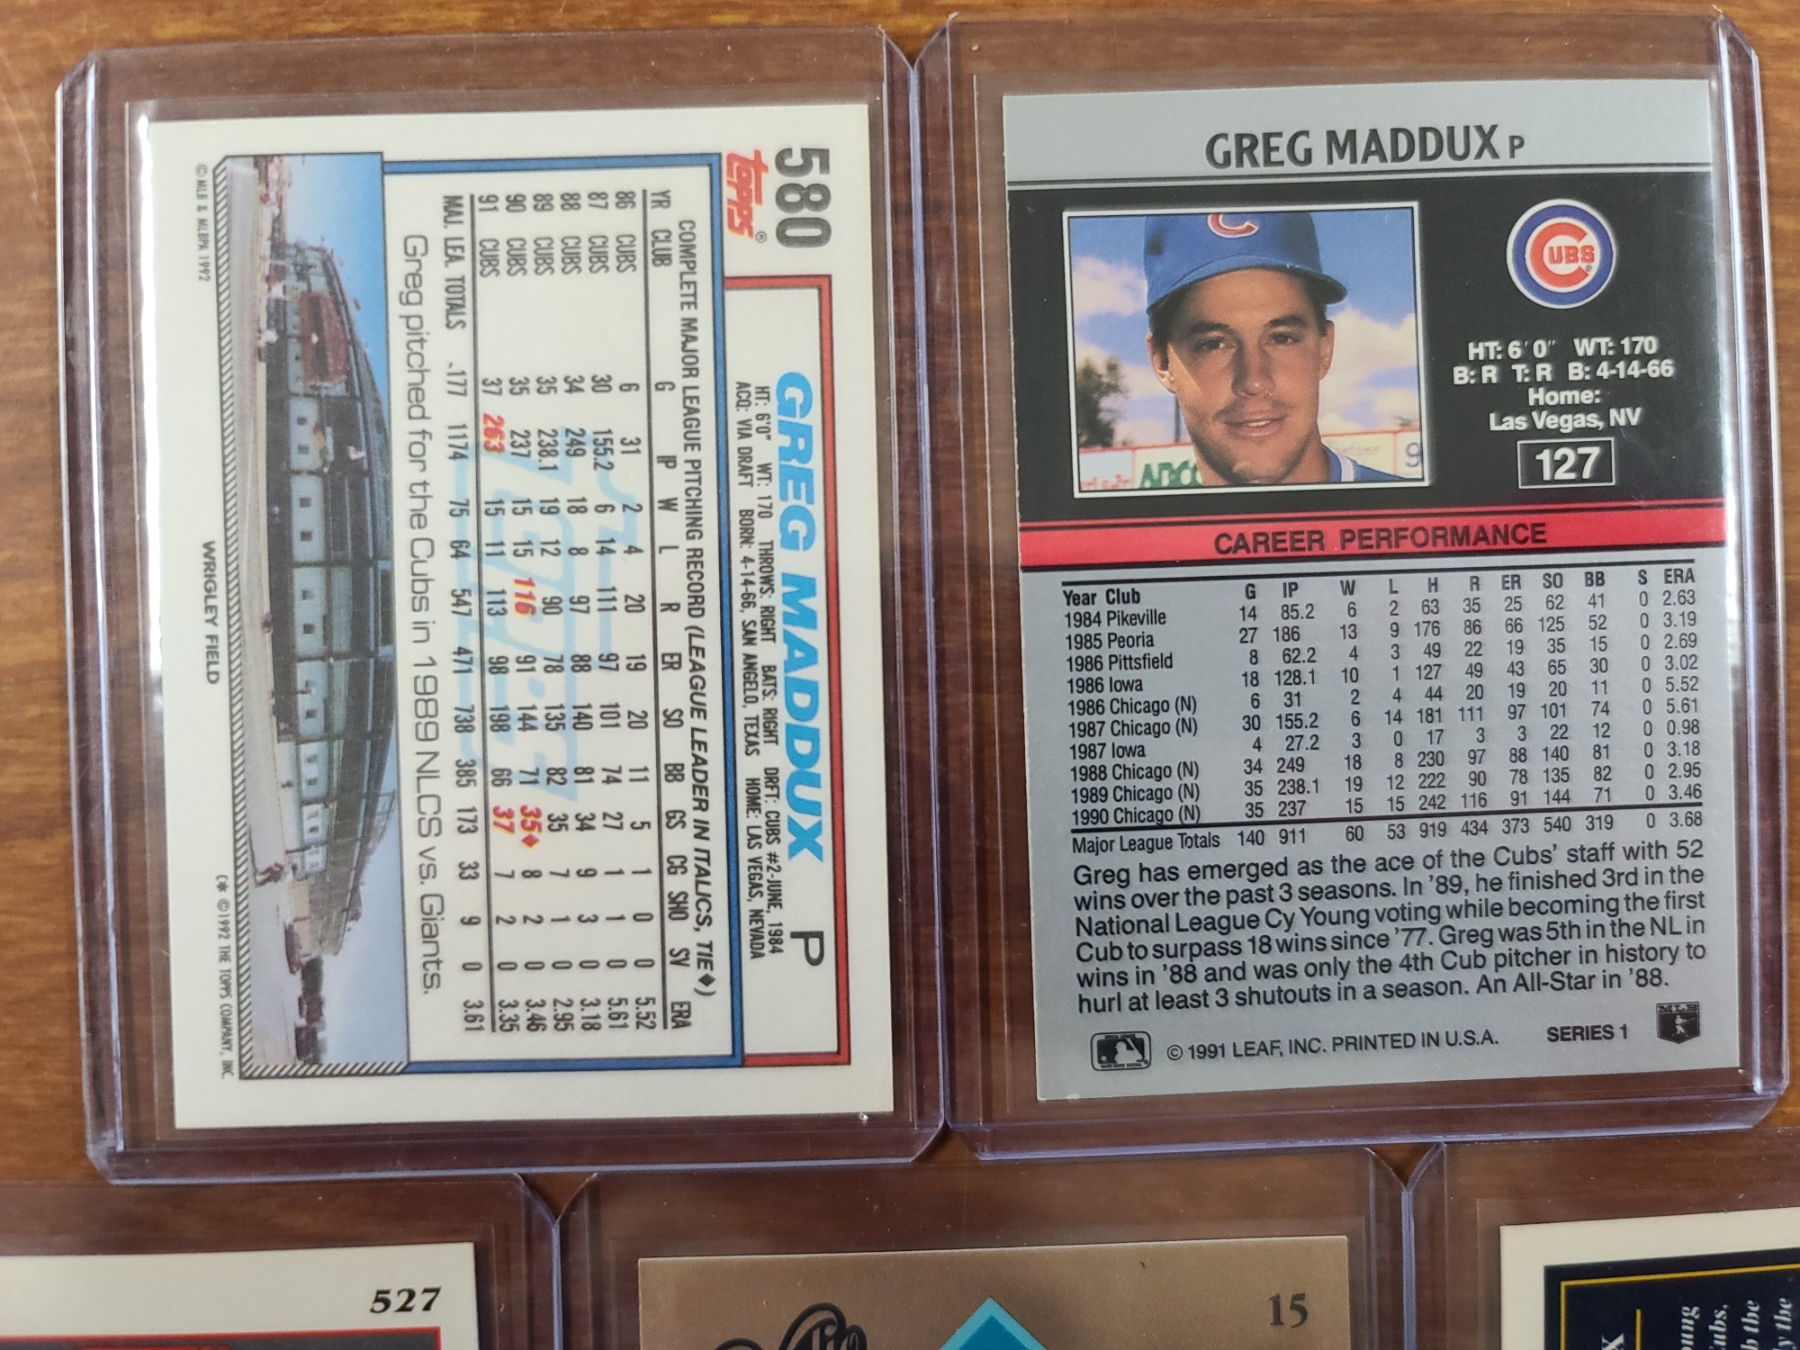 580
topps®
GREG MADDUX P
HT: 6'0" WT: 170 THROWS: RIGHT BATS: RIGHT DRFT: CUBS #2-JUNE, 1984
ACQ: VIA DRAFT BORN: 4-14-66, SAN ANGELO, TEXAS HOME: LAS VEGAS, NEVADA
COMPLETE MAJOR LEAGUE PITCHING RECORD (LEAGUE LEADER IN ITALICS, TIE♦)
YR CLUB G IP W L R ER SO BB GS CG SHO SV ERA
86 CUBS 6 31 2 4 20 19 20 11 5 1 0 0 5.52
87 CUBS 30 155.2 6 14 111 97 101 74 27 1 1 0 5.61
88 CUBS 34 249 18 8 97 88 140 81 34 9 3 0 3.18
89 CUBS 35 238.1 19 12 90 78 135 82 35 7 1 0 2.95
90 CUBS 35 237 15 15 116 91 144 71 35♦ 8 2 0 3.46
91 CUBS 37 263 15 11 113 98 198 66 37 7 2 0 3.35
MAJ. LEA. TOTALS 177 1174 75 64 547 471 738 385 173 33 9 0 3.61
Greg pitched for the Cubs in 1989 NLCS vs. Giants.
WRIGLEY FIELD
© MLB & MLBPA 1992
(* ©1992 THE TOPPS COMPANY, INC.
GREG MADDUX P
C
CUBS
HT: 6'0" WT: 170
B: R T: R B: 4-14-66
Home:
Las Vegas, NV
127
9
CAREER PERFORMANCE
Year Club G IP W L H R ER SO BB S ERA
1984 Pikeville 14 85.2 6 2 63 35 25 62 41 0 2.63
1985 Peoria 27 186 13 9 176 86 66 125 52 0 3.19
1986 Pittsfield 8 62.2 4 3 49 22 19 35 15 0 2.69
1986 Iowa 18 128.1 10 1 127 49 43 65 30 0 3.02
1986 Chicago (N) 6 31 2 4 44 20 19 20 11 0 5.52
1987 Chicago (N) 30 155.2 6 14 181 111 97 101 74 0 5.61
1987 Iowa 4 27.2 3 0 17 3 3 22 12 0 0.98
1988 Chicago (N) 34 249 18 8 230 97 88 140 81 0 3.18
1989 Chicago (N) 35 238.1 19 12 222 90 78 135 82 0 2.95
1990 Chicago (N) 35 237 15 15 242 116 91 144 71 0 3.46
Major League Totals 140 911 60 53 919 434 373 540 319 0 3.68
Greg has emerged as the ace of the Cubs' staff with 52
wins over the past 3 seasons. In '89, he finished 3rd in the
National League Cy Young voting while becoming the first
Cub to surpass 18 wins since '77. Greg was 5th in the NL in
wins in '88 and was only the 4th Cub pitcher in history to
hurl at least 3 shutouts in a season. An All-Star in '88.
© 1991 LEAF, INC. PRINTED IN U.S.A. SERIES 1
MLB
527
15